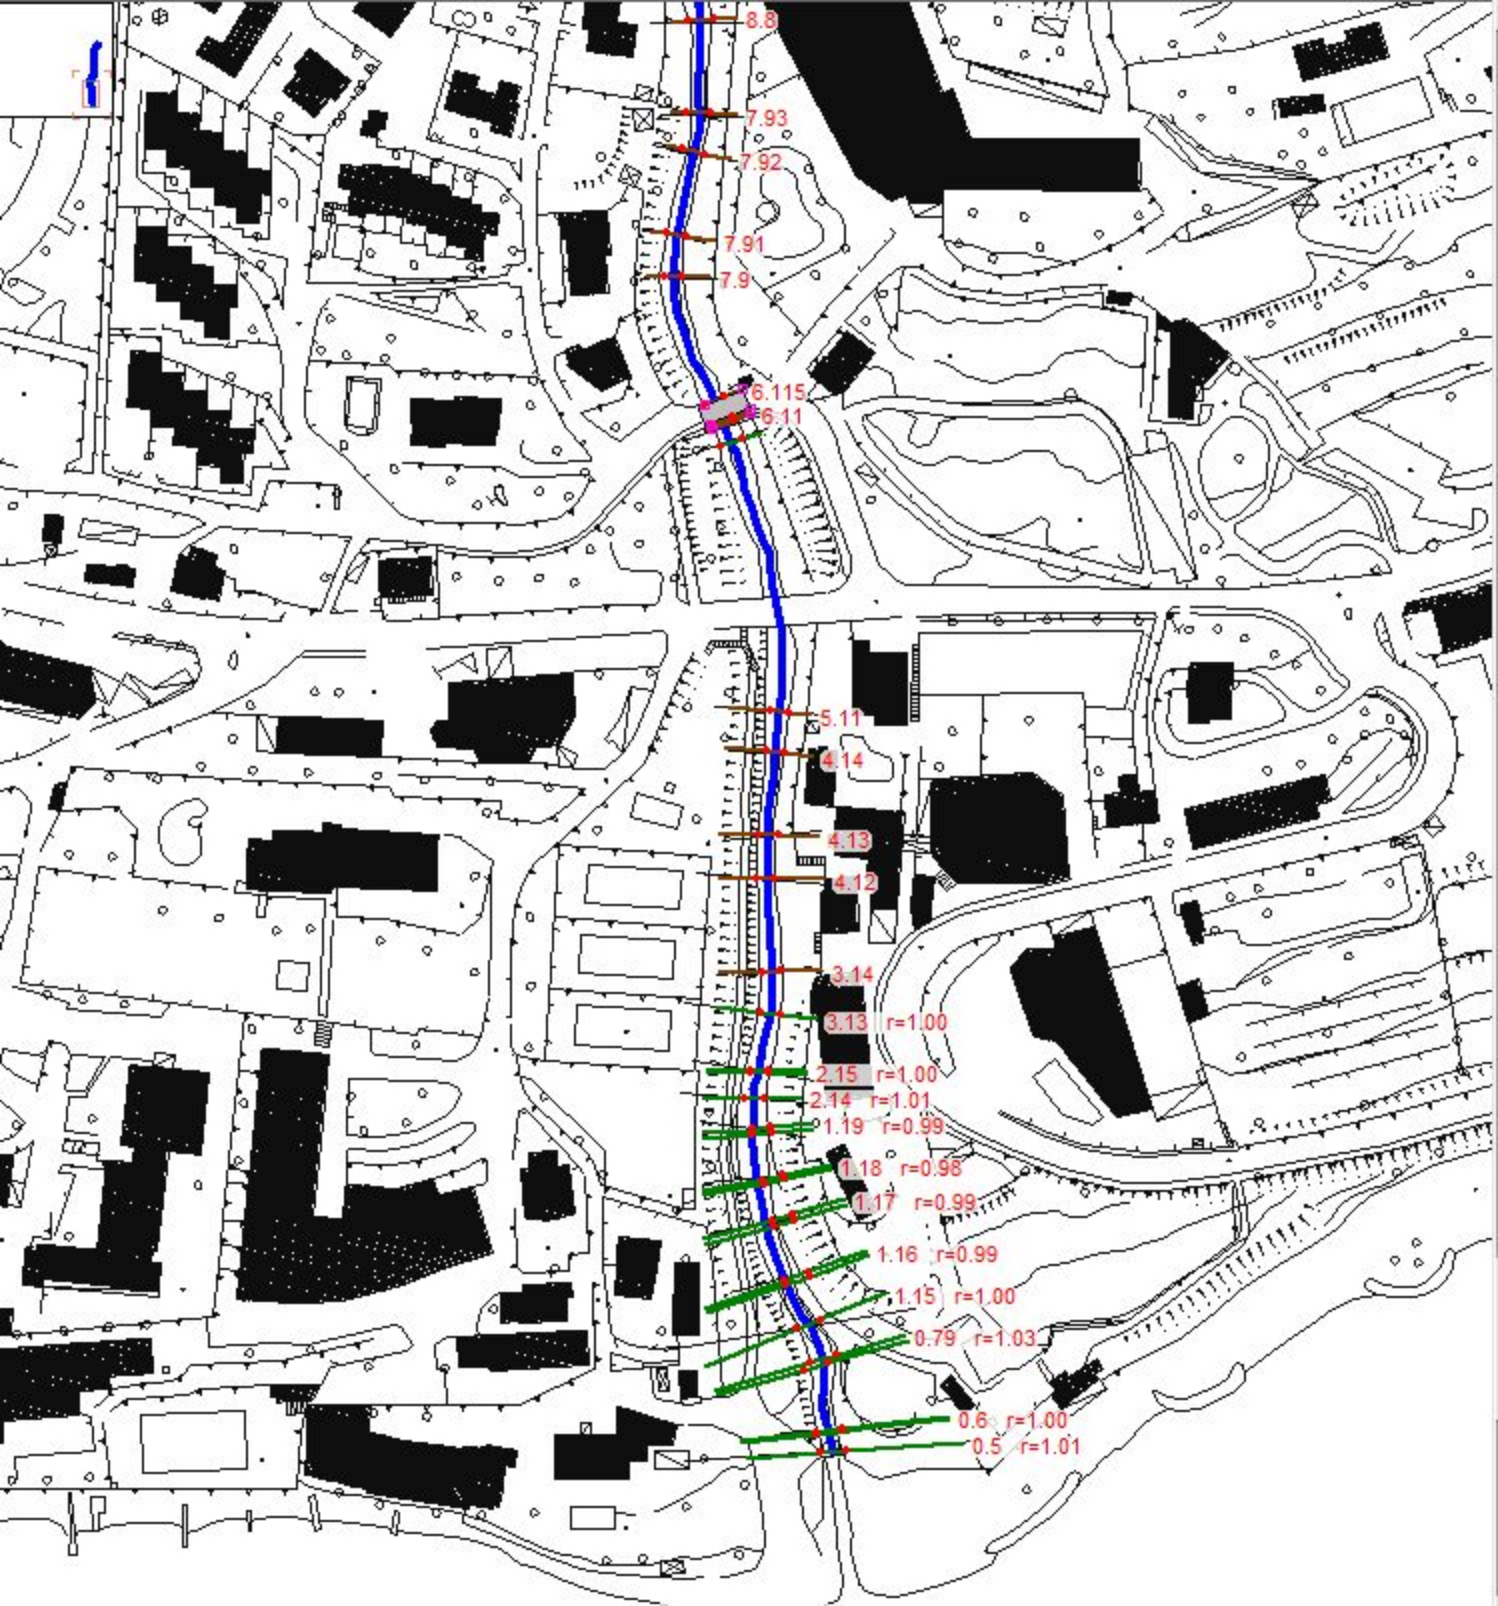 8.8
7.93
7.92
7.91
7.9
6.115
6.11
5.11
4.14
4.13
4.12
3.14
3.13 r=1.00
2.15 r=1.00
2.14 r=1.01
1.19 r=0.99
1.18 r=0.98
1.17 r=0.99
1.16 r=0.99
1.15 r=1.00
0.79 r=1.03
0.6 r=1.00
0.5 r=1.01